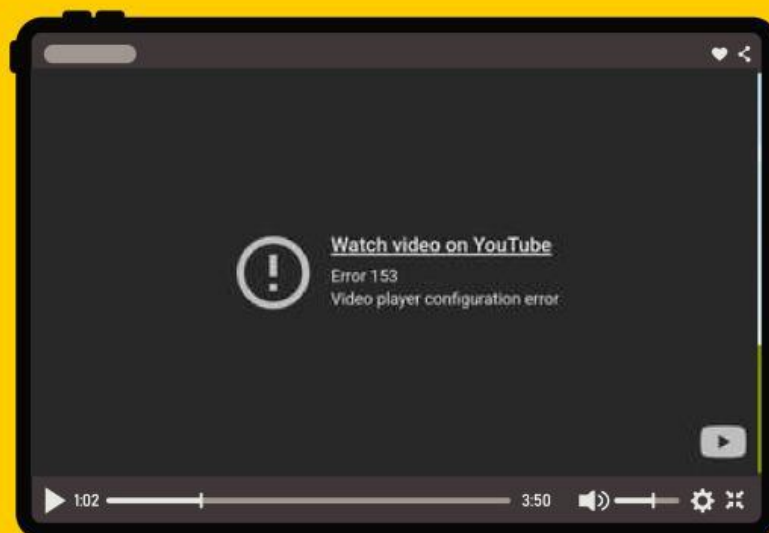 Watch video on YouTube
Error 153
Video player configuration error
1:02
3:50